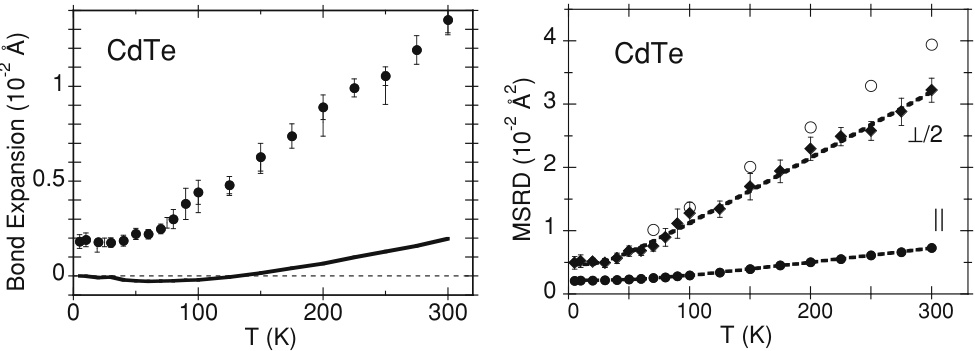 CdTe
Bond Expansion (10⁻² Å)
1
0.5
0
0 100 200 300
T (K)
CdTe
MSRD (10⁻² Å²)
4
3
2
1
0
⊥/2
||
0 100 200 300
T (K)